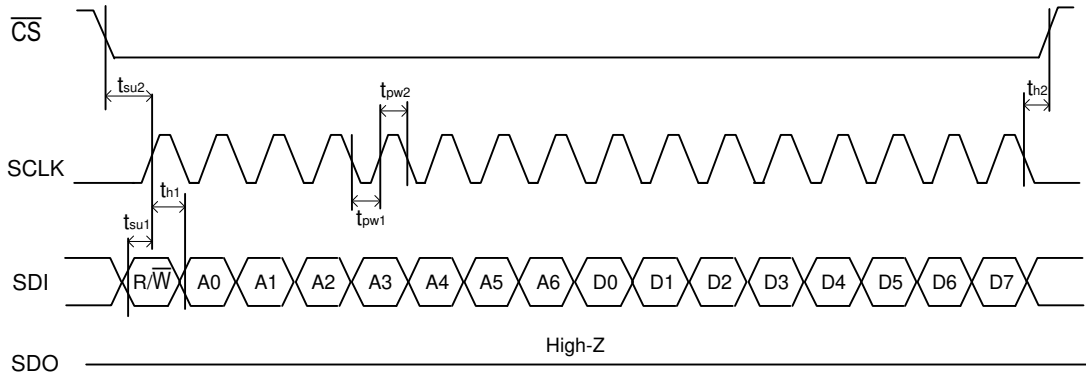 CS
tsu2
tpw2
th2
SCLK
th1
tsu1
tpw1
SDI
R/W A0 A1 A2 A3 A4 A5 A6 D0 D1 D2 D3 D4 D5 D6 D7
High-Z
SDO